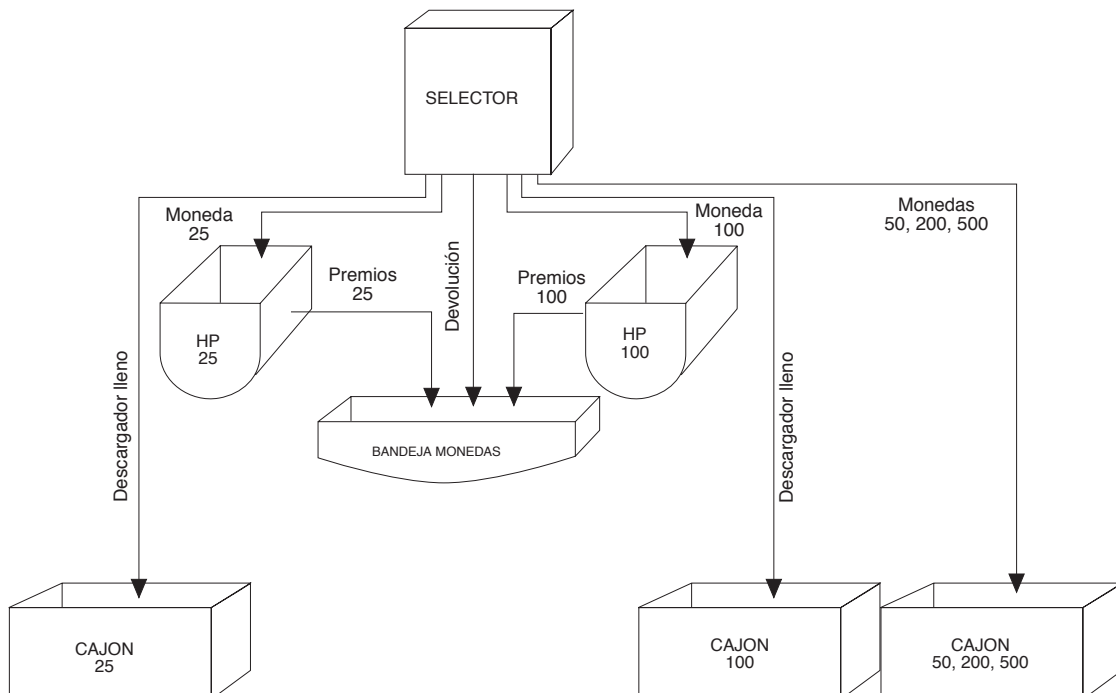 SELECTOR
Moneda
25
Moneda
100
Monedas
50, 200, 500
Premios
25
Devolución
Premios
100
HP
25
HP
100
Descargador lleno
Descargador lleno
BANDEJA MONEDAS
CAJON
25
CAJON
100
CAJON
50, 200, 500